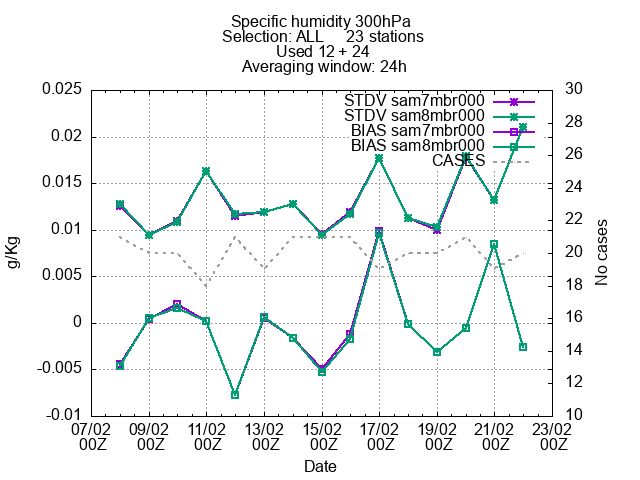 Specific humidity 300hPa
Selection: ALL 23 stations
Used 12 + 24
Averaging window: 24h
STDV sam7mbr000
STDV sam8mbr000
BIAS sam7mbr000
BIAS sam8mbr000
CASES
g/Kg
0.025
0.02
0.015
0.01
0.005
0
-0.005
-0.01
30
28
26
24
22
20
18
16
14
12
10
No cases
07/02 09/02 11/02 13/02 15/02 17/02 19/02 21/02 23/02
00Z 00Z 00Z 00Z 00Z 00Z 00Z 00Z 00Z
Date